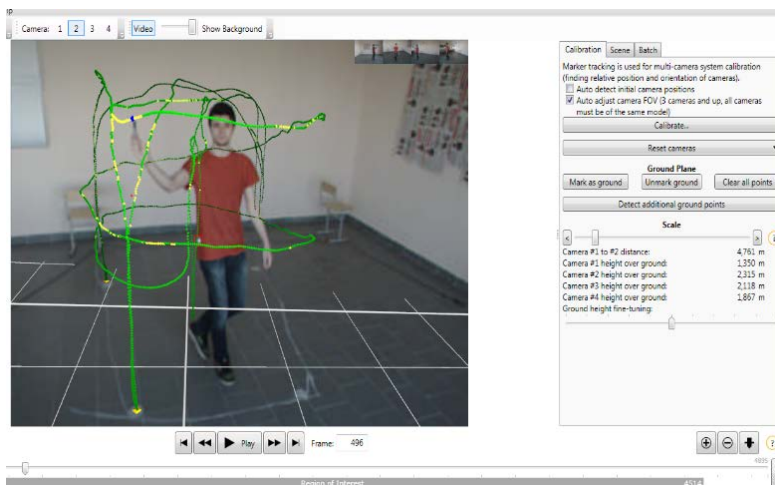 Camera: 1 2 3 4 Video Show Background
Calibration Scene Batch
Marker tracking is used for multi-camera system calibration
(finding relative position and orientation of cameras).
Auto detect initial camera positions
Auto adjust camera FOV (3 cameras and up, all cameras
must be of the same model)
Calibrate...
Reset cameras
Ground Plane
Mark as ground Unmark ground Clear all points
Detect additional ground points
Scale
Camera #1 to #2 distance: 4,761 m
Camera #1 height over ground: 1,350 m
Camera #2 height over ground: 2,315 m
Camera #3 height over ground: 2,118 m
Camera #4 height over ground: 1,867 m
Ground height fine-tuning:
Play Frame: 496
Region of Interest 4514